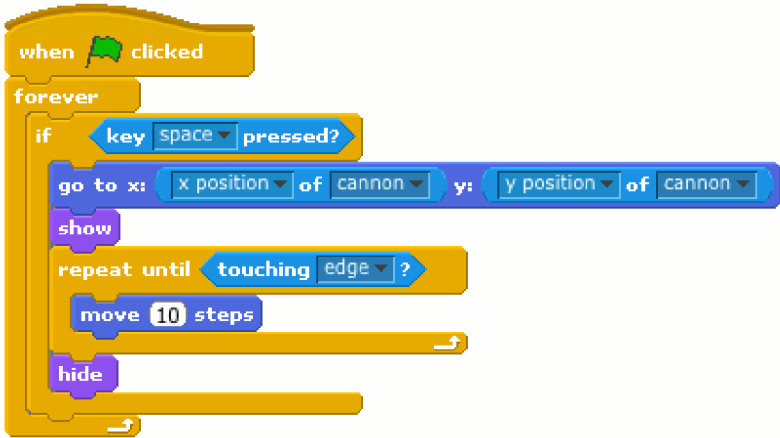 when clicked
forever
if key space pressed?
go to x: x position of cannon y: y position of cannon
show
repeat until touching edge ?
move 10 steps
hide